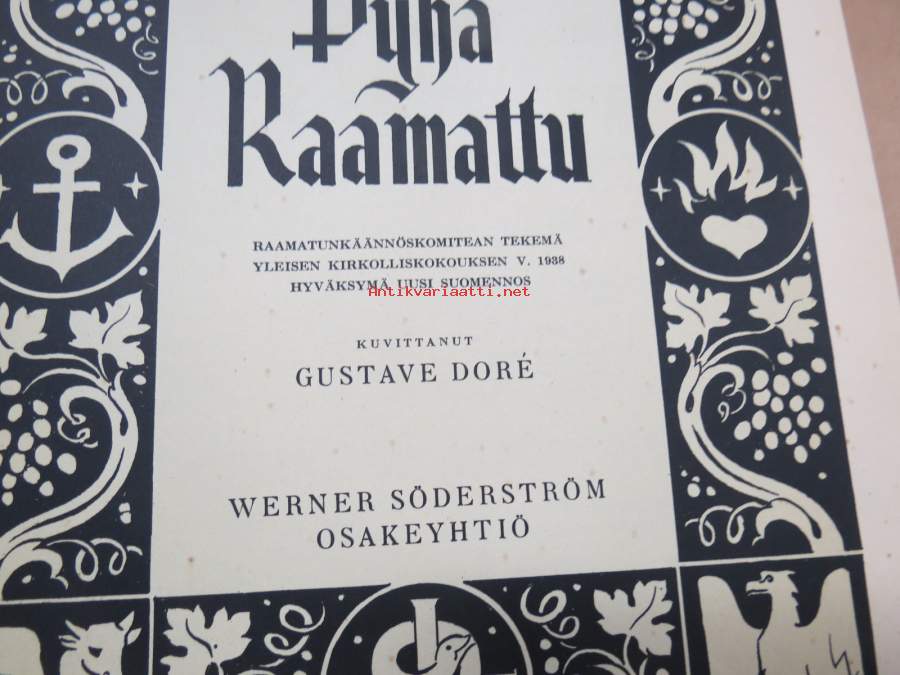 Pyhä
Raamattu
RAAMATUNKÄÄNNÖSKOMITEAN TEKEMÄ
YLEISEN KIRKOLLISKOKOUKSEN V. 1938
HYVÄKSYMÄ UUSI SUOMENNOS
Antikvariaatti.net
KUVITTANUT
GUSTAVE DORÉ
WERNER SÖDERSTRÖM
OSAKEYHTIÖ